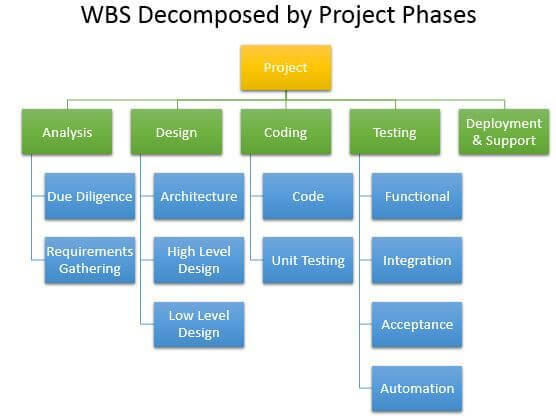 WBS Decomposed by Project Phases
Project
Analysis
Design
Coding
Testing
Deployment
& Support
Due Diligence
Architecture
Code
Functional
Requirements
Gathering
High Level
Design
Unit Testing
Integration
Low Level
Design
Acceptance
Automation